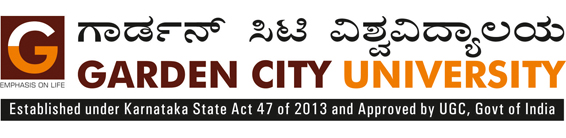 ಗಾರ್ಡನ್ ಸಿಟಿ ವಿಶ್ವವಿದ್ಯಾಲಯ
G GARDEN CITY UNIVERSITY
EMPHASIS ON LIFE
Established under Karnataka State Act 47 of 2013 and Approved by UGC, Govt of India